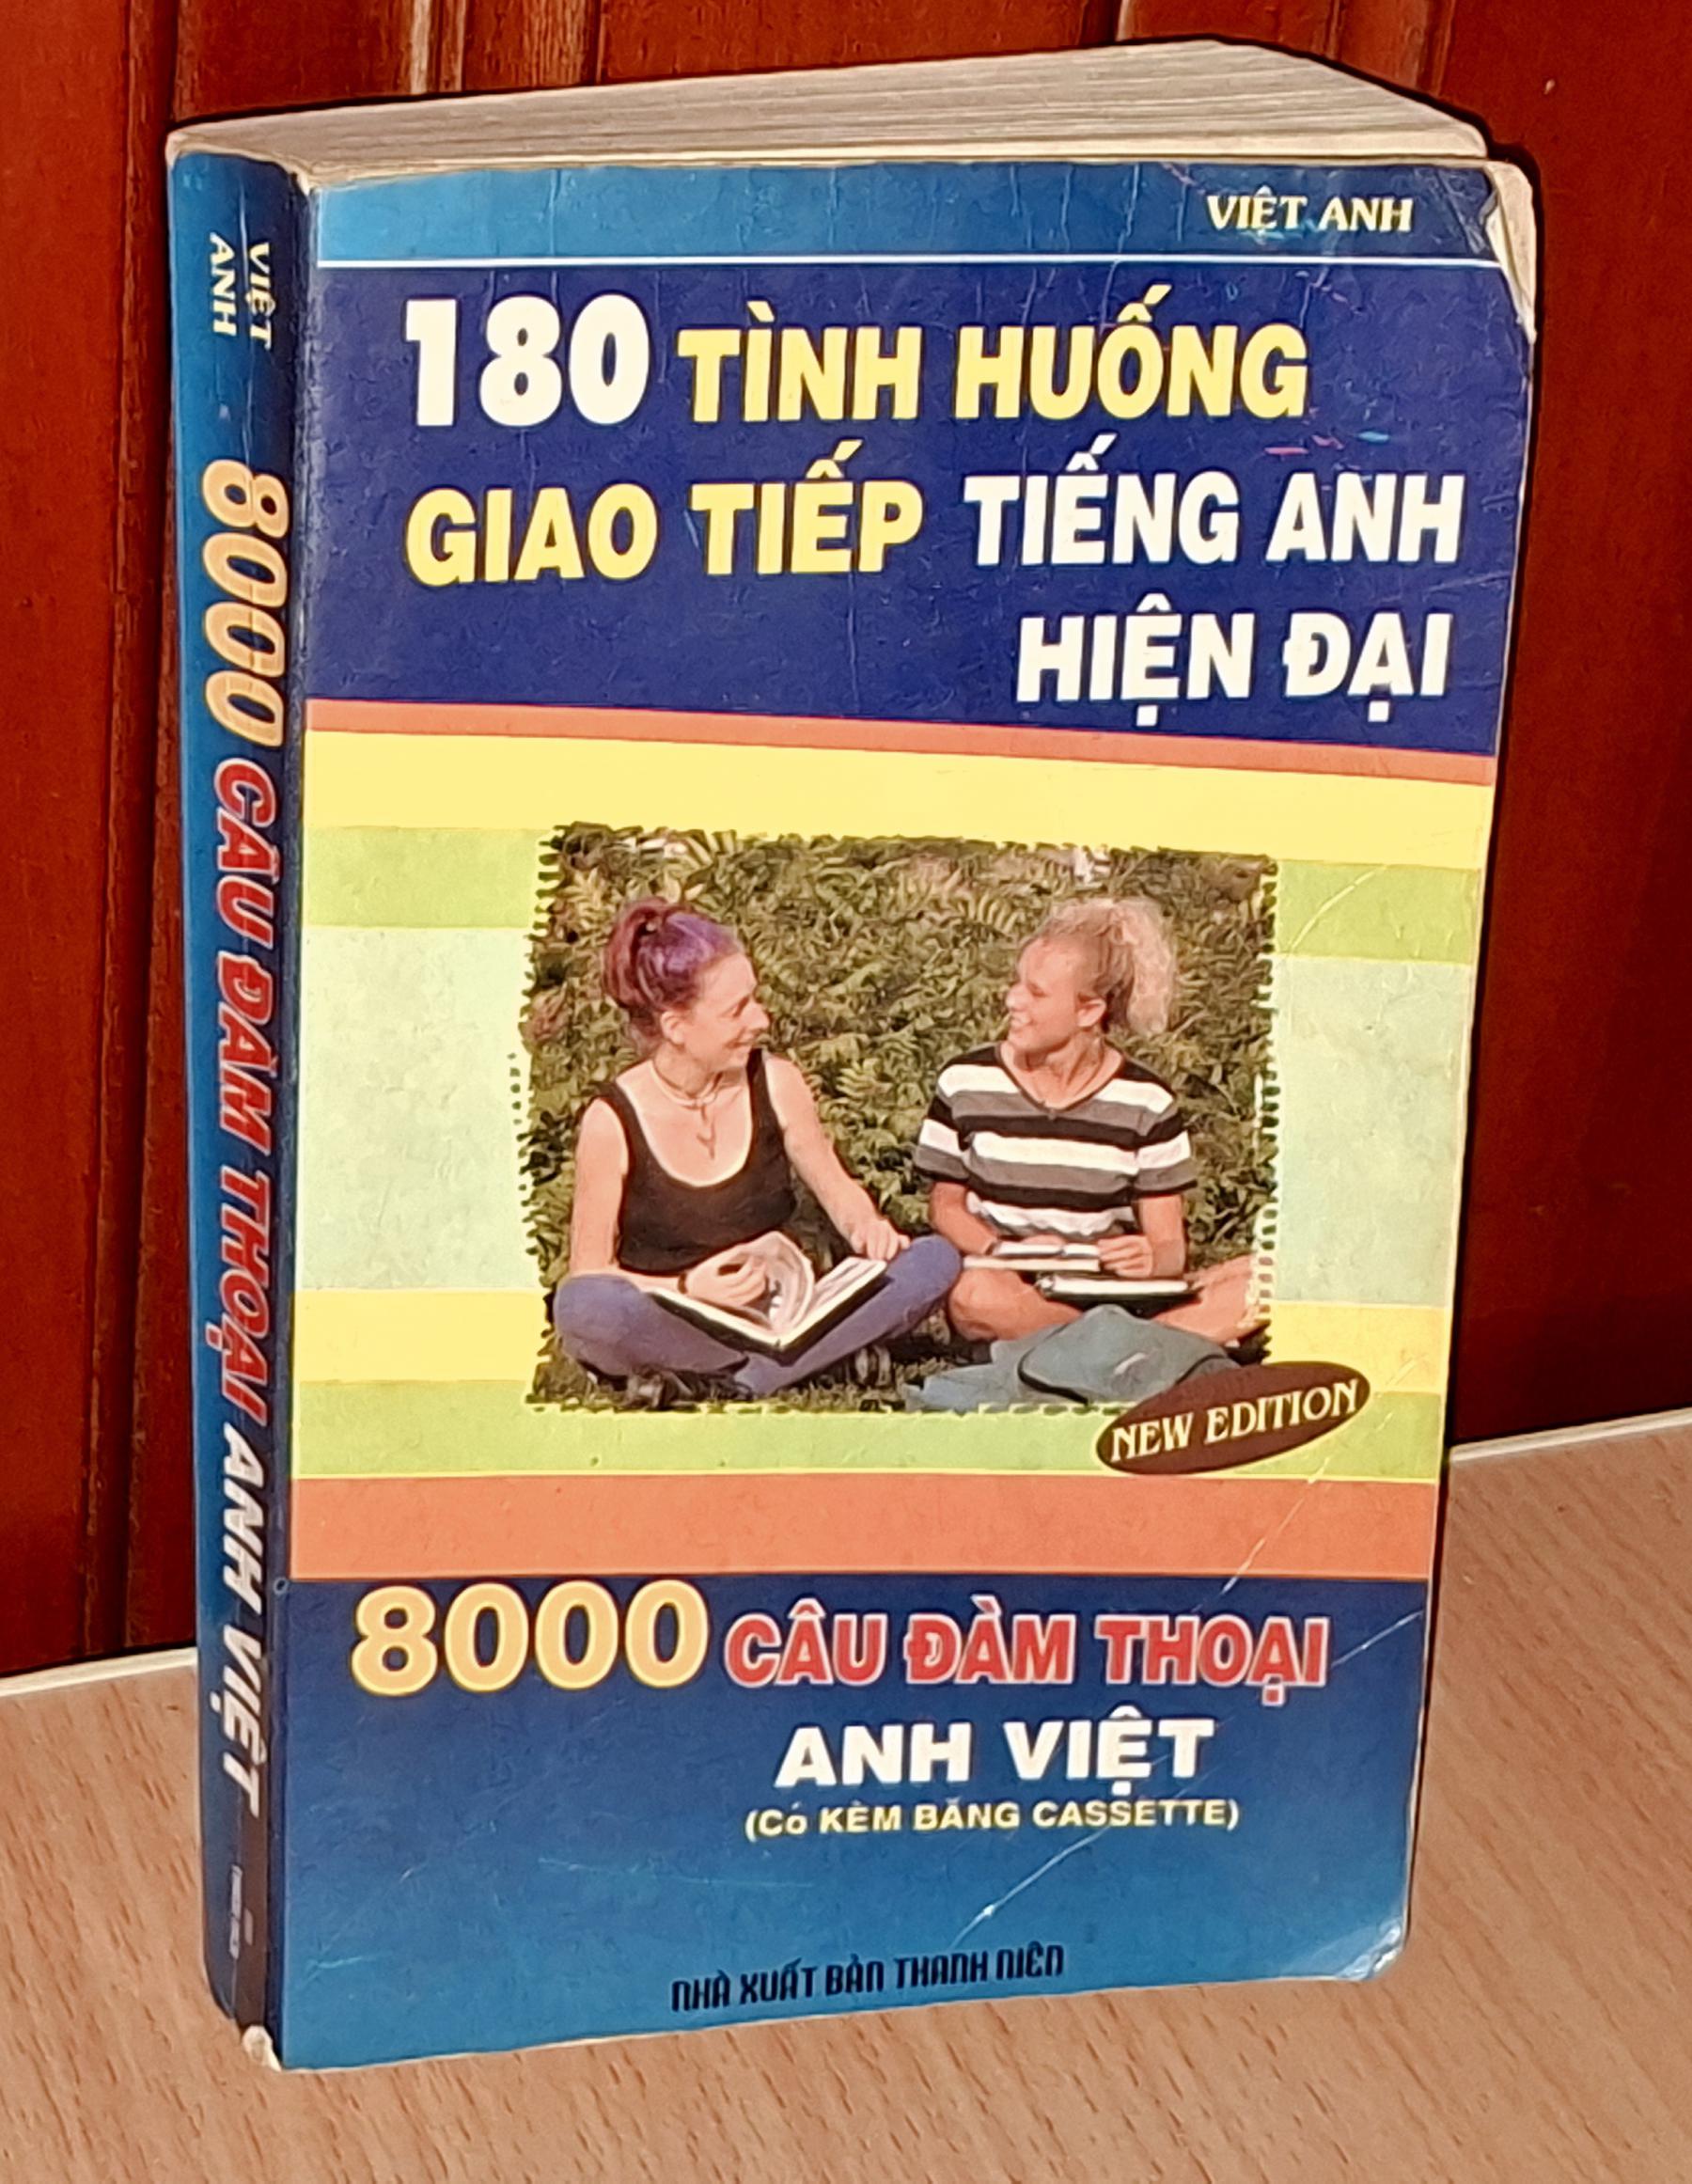 VIỆT ANH
180 TÌNH HUỐNG
GIAO TIẾP TIẾNG ANH
HIỆN ĐẠI
NEW EDITION
8000 CÂU ĐÀM THOẠI
ANH VIỆT
(Có KÈM BĂNG CASSETTE)
NHÀ XUẤT BẢN THANH NIÊN
VIỆT
ANH
8000 CÂU ĐÀM THOẠI ANH VIỆT